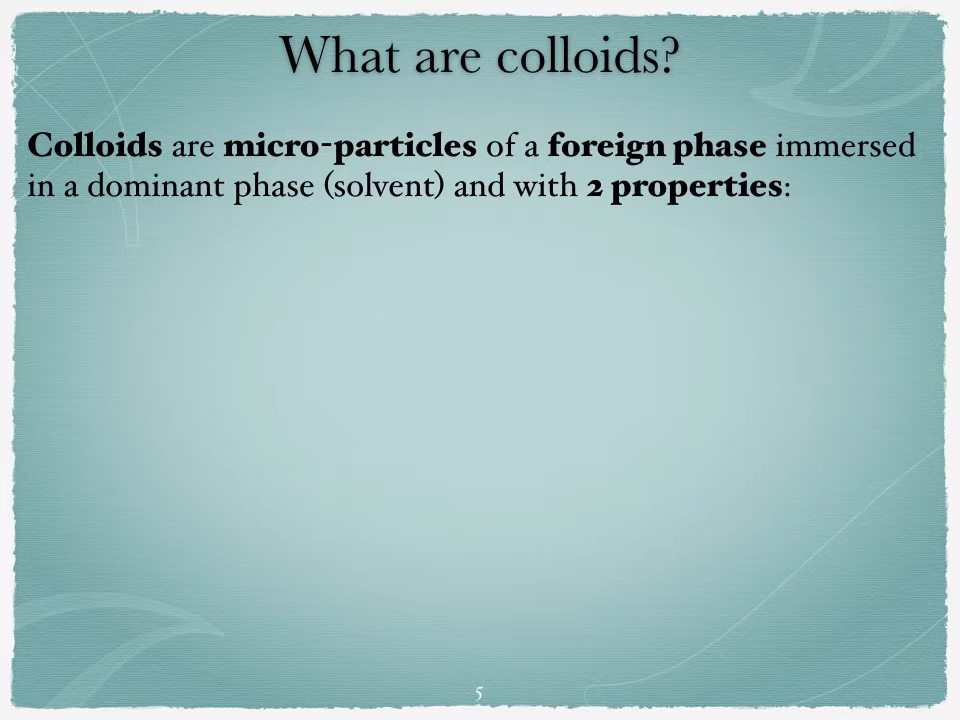 What are colloids?
Colloids are micro-particles of a foreign phase immersed
in a dominant phase (solvent) and with 2 properties:
5